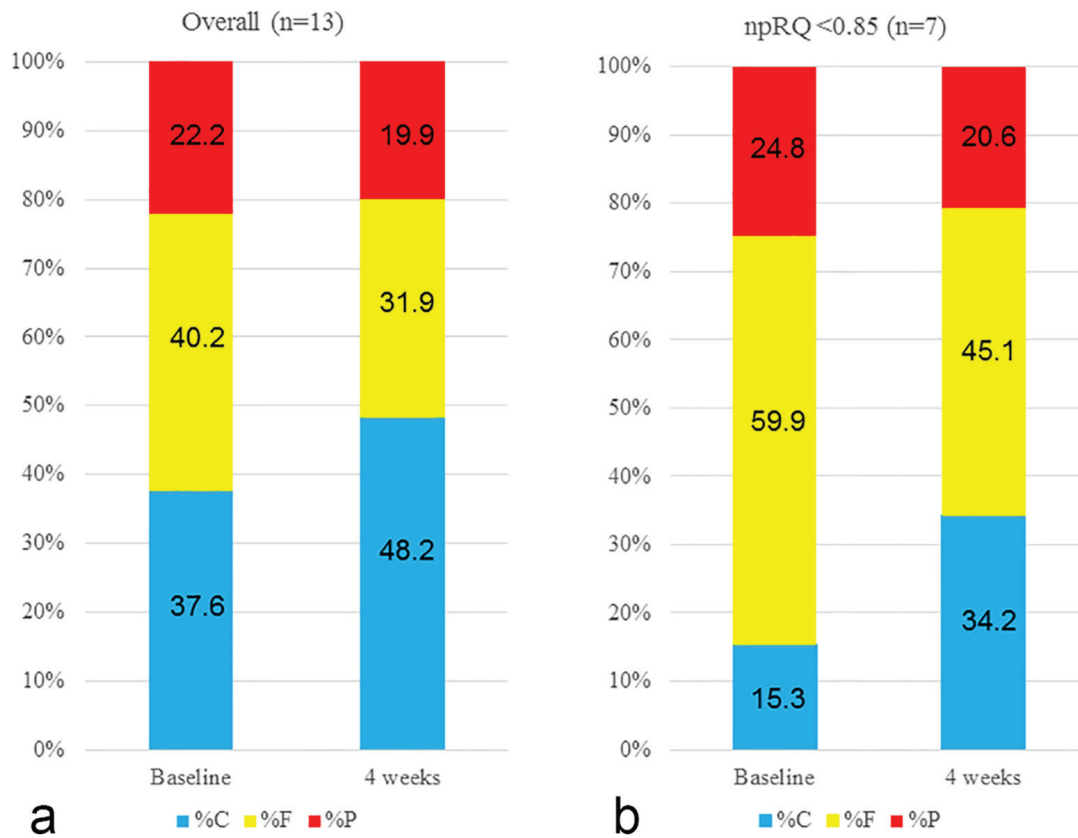 Overall (n=13)
100%
90%
80%
70%
60%
50%
40%
30%
20%
10%
0%
22.2
19.9
40.2
31.9
37.6
48.2
Baseline
4 weeks
a
%C
%F
%P
npRQ <0.85 (n=7)
100%
90%
80%
70%
60%
50%
40%
30%
20%
10%
0%
24.8
20.6
59.9
45.1
15.3
34.2
Baseline
4 weeks
b
%C
%F
%P